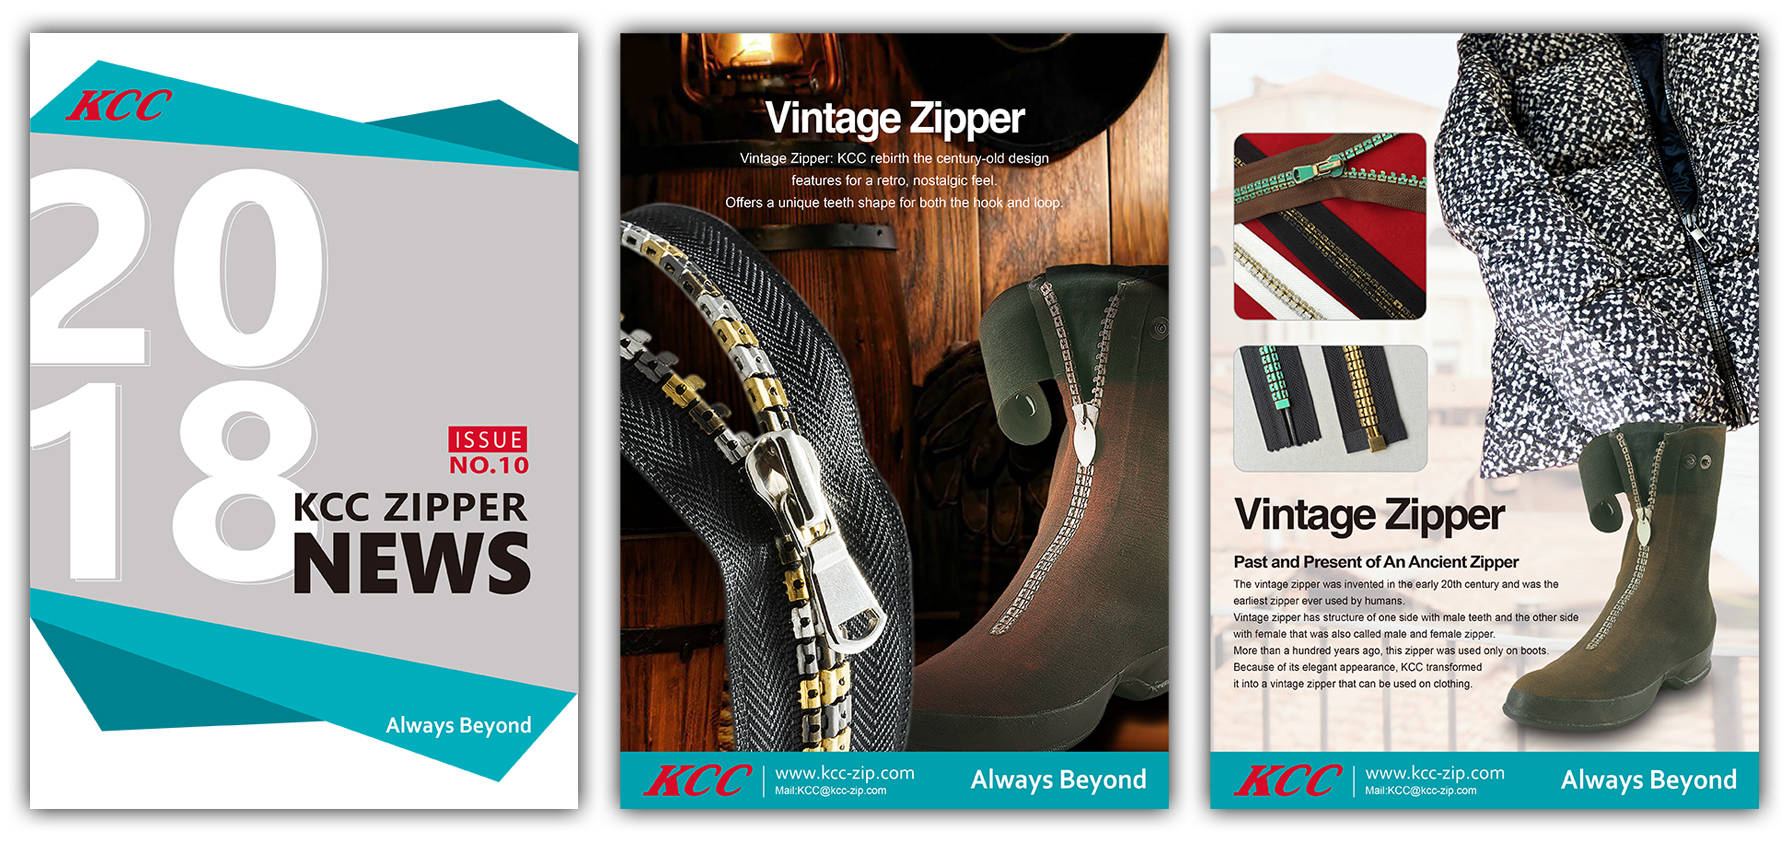 KCC
20
18
ISSUE
NO.10
KCC ZIPPER
NEWS
Always Beyond
Vintage Zipper
Vintage Zipper: KCC rebirth the century-old design
features for a retro, nostalgic feel.
Offers a unique teeth shape for both the hook and loop.
KCC
www.kcc-zip.com
Mail:KCC@kcc-zip.com
Always Beyond
Vintage Zipper
Past and Present of An Ancient Zipper
The vintage zipper was invented in the early 20th century and was the
earliest zipper ever used by humans.
Vintage zipper has structure of one side with male teeth and the other side
with female that was also called male and female zipper.
More than a hundred years ago, this zipper was used only on boots.
Because of its elegant appearance, KCC transformed
it into a vintage zipper that can be used on clothing.
KCC
www.kcc-zip.com
Mail:KCC@kcc-zip.com
Always Beyond